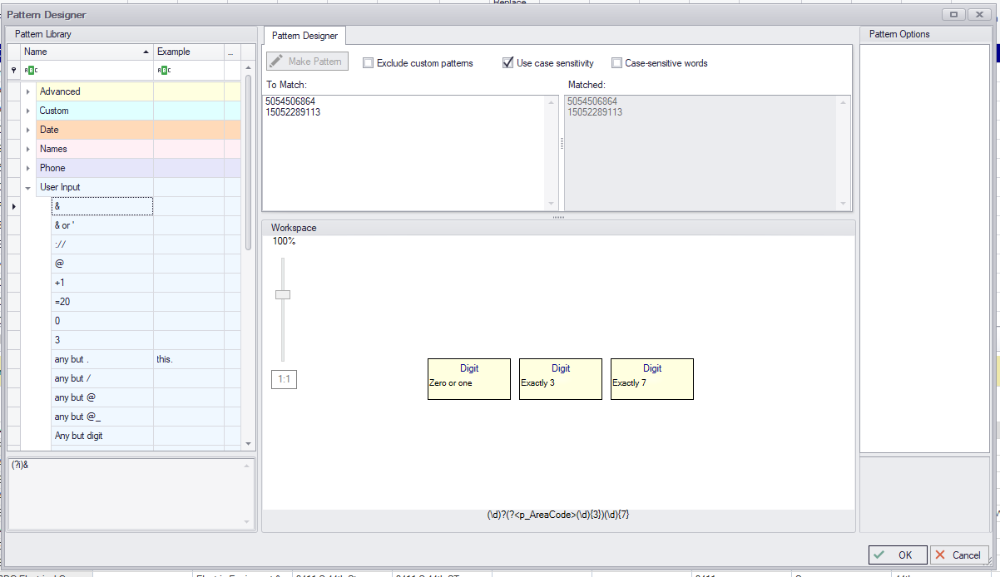 Replace
Pattern Designer
Pattern Library
Name Example ...
ABC ABC
Advanced
Custom
Date
Names
Phone
User Input
&
& or '
://
@
+1
=20
0
3
any but . this.
any but /
any but @
any but @_
Any but digit
(?i)&
Pattern Designer
Make Pattern
Exclude custom patterns
Use case sensitivity
Case-sensitive words
To Match:
5054506864
15052289113
Matched:
5054506864
15052289113
Workspace
100%
1:1
Digit
Zero or one
Digit
Exactly 3
Digit
Exactly 7
(\d)?(?<p_AreaCode>(\d){3})(\d){7}
Pattern Options
OK
Cancel